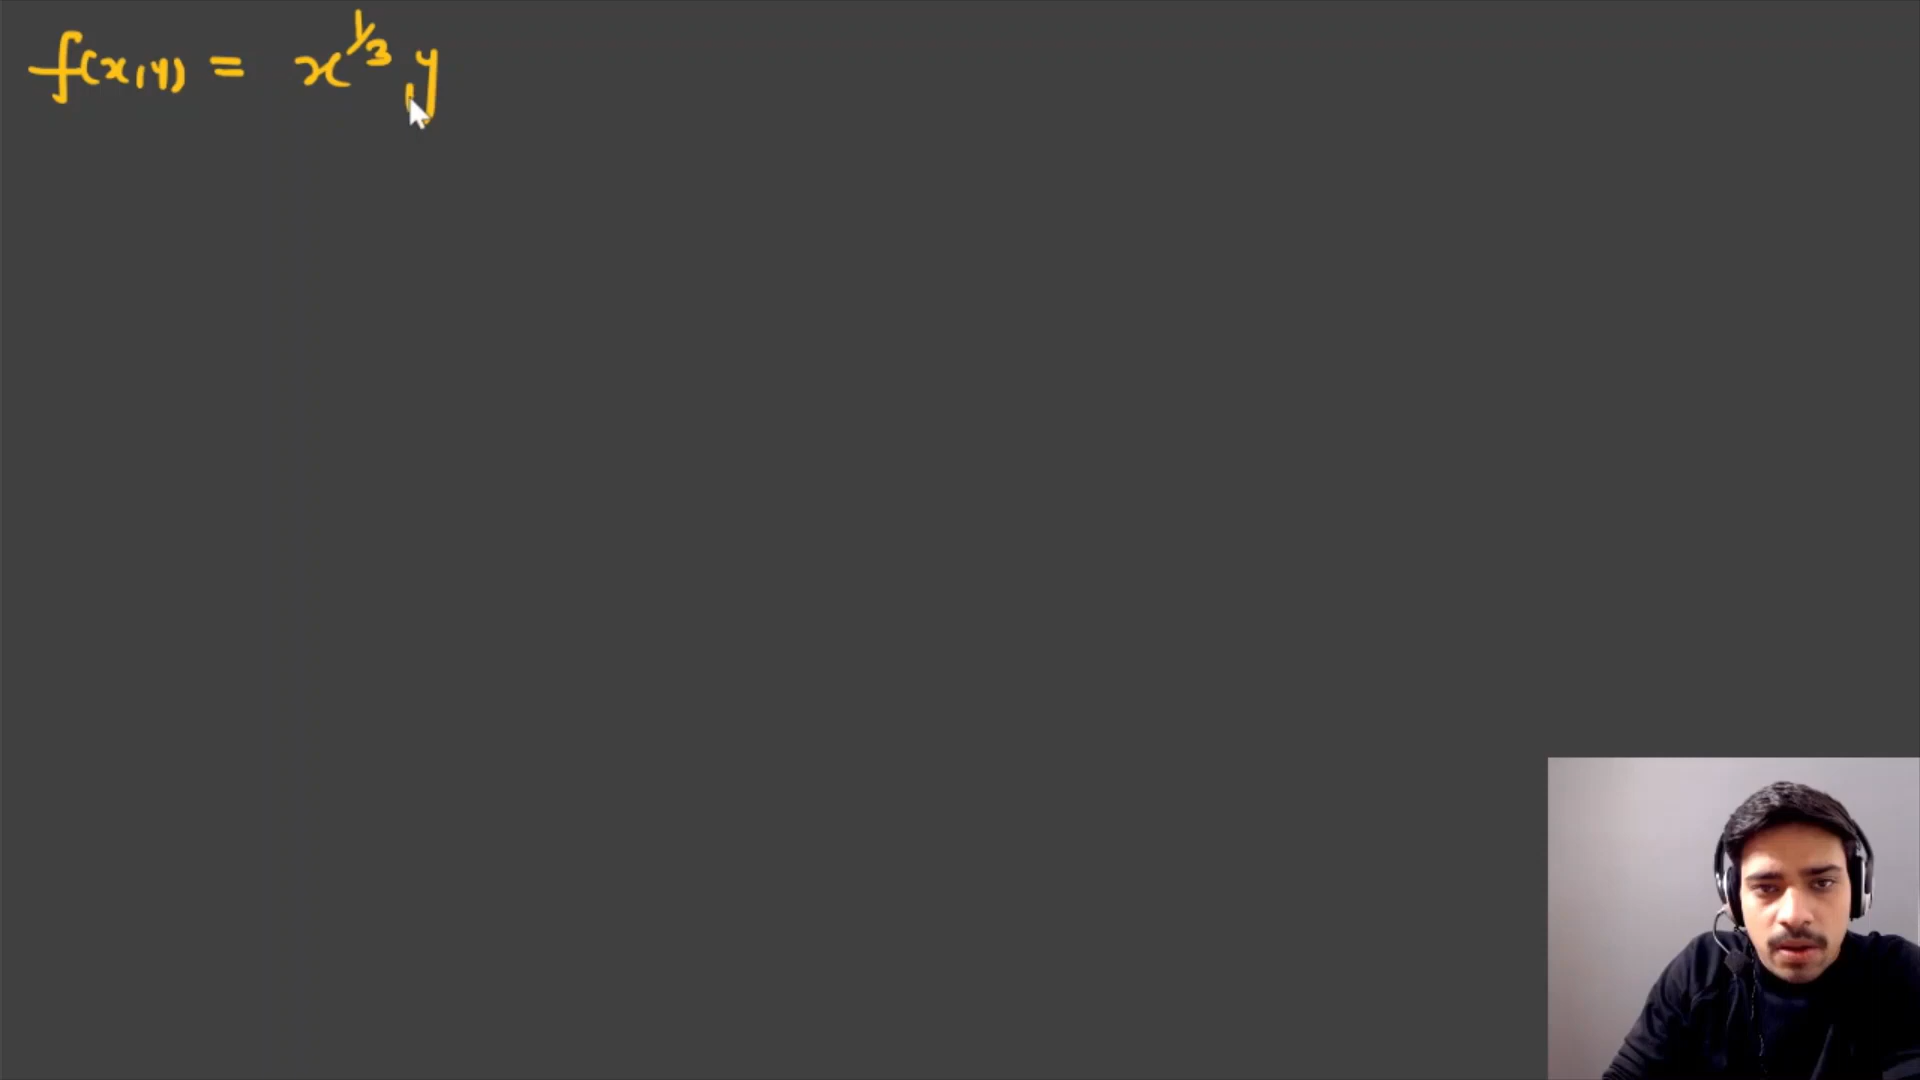 f(x,y) = x^{1/3} y